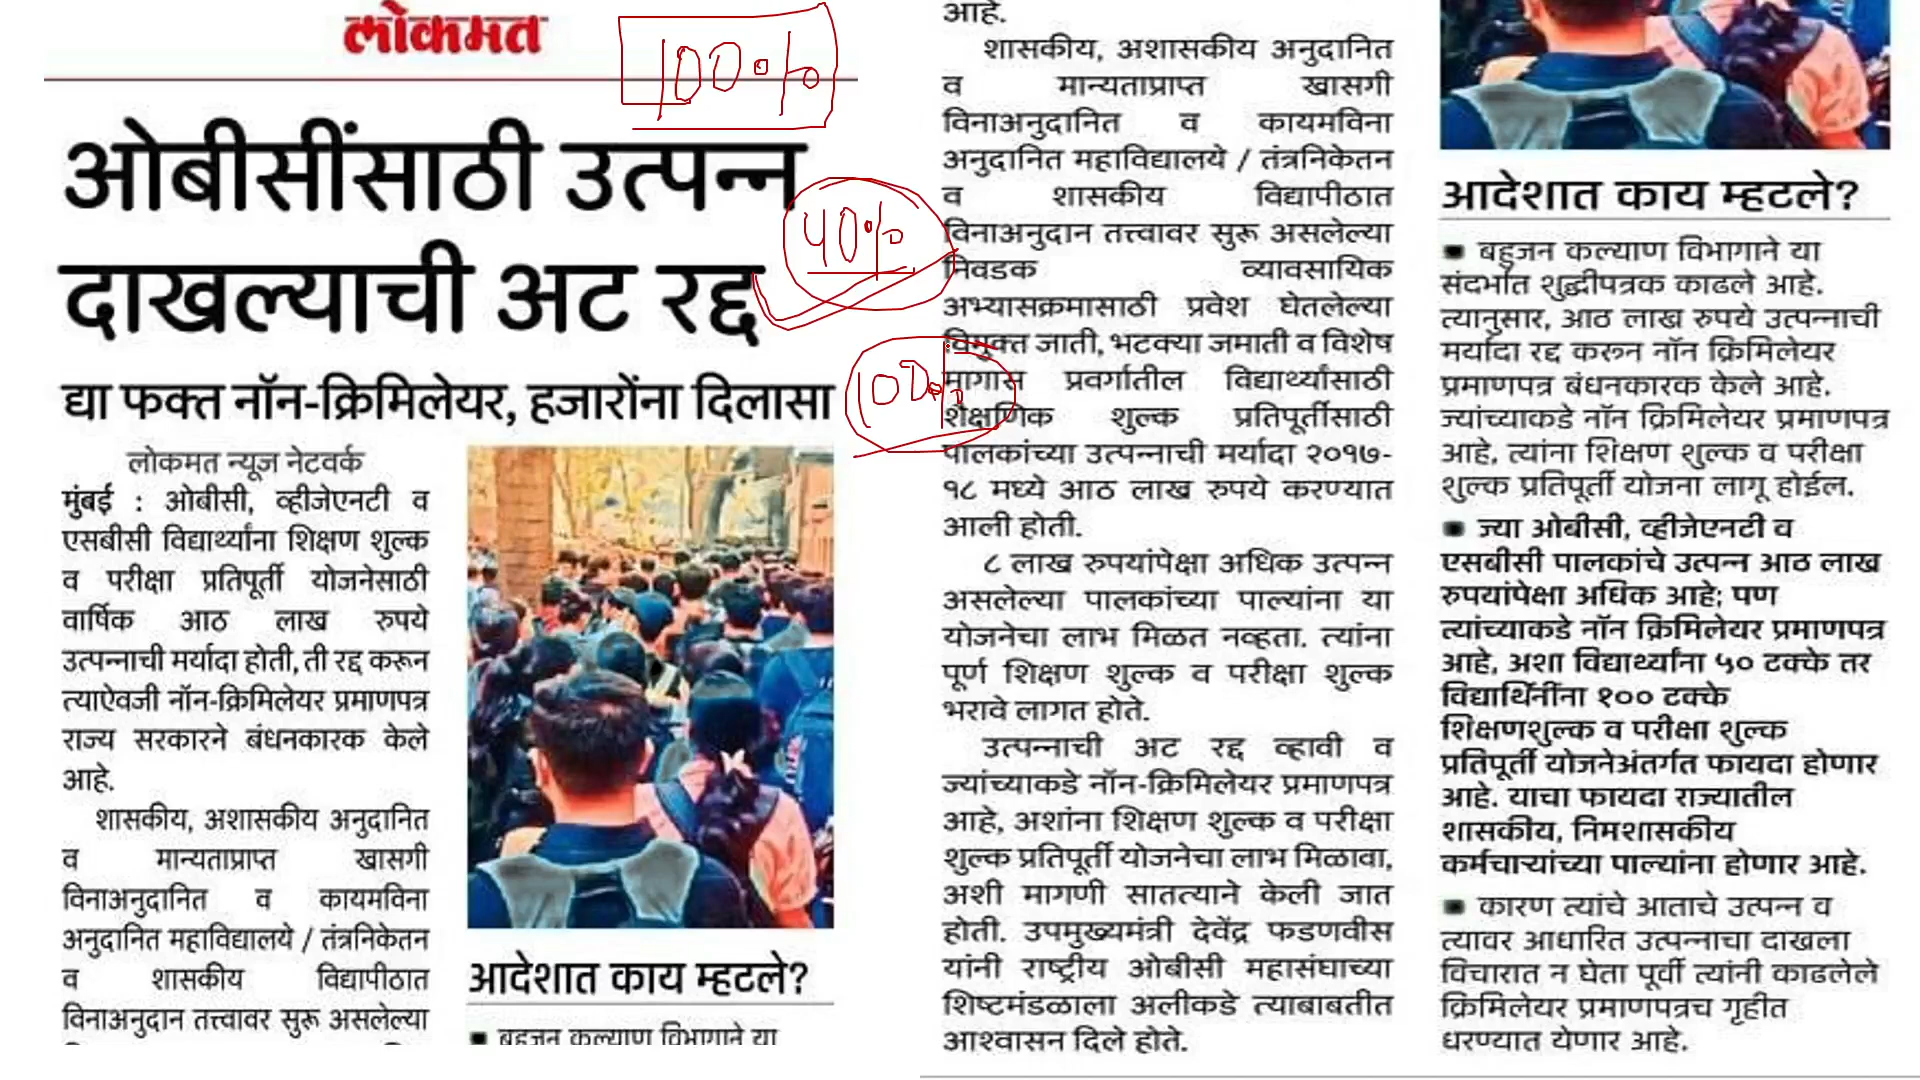 लोकमत
100%
ओबीसींसाठी उत्पन्न
40%
दाखल्याची अट रद्द
द्या फक्त नॉन-क्रिमिलेयर, हजारोंना दिलासा
100%
लोकमत न्यूज नेटवर्क
मुंबई : ओबीसी, व्हीजेएनटी व
एसबीसी विद्यार्थ्यांना शिक्षण शुल्क
व परीक्षा प्रतिपूर्ती योजनेसाठी
वार्षिक आठ लाख रुपये
उत्पन्नाची मर्यादा होती, ती रद्द करून
त्याऐवजी नॉन-क्रिमिलेयर प्रमाणपत्र
राज्य सरकारने बंधनकारक केले
आहे.
शासकीय, अशासकीय अनुदानित
व मान्यताप्राप्त खासगी
विनाअनुदानित व कायमविना
अनुदानित महाविद्यालये / तंत्रनिकेतन
व शासकीय विद्यापीठात
विनाअनुदान तत्त्वावर सुरू असलेल्या
आदेशात काय म्हटले?
■ बहुजन कल्याण विभागाने या
आहे.
शासकीय, अशासकीय अनुदानित
व मान्यताप्राप्त खासगी
विनाअनुदानित व कायमविना
अनुदानित महाविद्यालये / तंत्रनिकेतन
व शासकीय विद्यापीठात
विनाअनुदान तत्त्वावर सुरू असलेल्या
निवडक व्यावसायिक
अभ्यासक्रमासाठी प्रवेश घेतलेल्या
विमुक्त जाती, भटक्या जमाती व विशेष
मागास प्रवर्गातील विद्यार्थ्यांसाठी
शैक्षणिक शुल्क प्रतिपूर्तीसाठी
पालकांच्या उत्पन्नाची मर्यादा २०१७-
१८ मध्ये आठ लाख रुपये करण्यात
आली होती.
८ लाख रुपयांपेक्षा अधिक उत्पन्न
असलेल्या पालकांच्या पाल्यांना या
योजनेचा लाभ मिळत नव्हता. त्यांना
पूर्ण शिक्षण शुल्क व परीक्षा शुल्क
भरावे लागत होते.
उत्पन्नाची अट रद्द व्हावी व
ज्यांच्याकडे नॉन-क्रिमिलेयर प्रमाणपत्र
आहे, अशांना शिक्षण शुल्क व परीक्षा
शुल्क प्रतिपूर्ती योजनेचा लाभ मिळावा,
अशी मागणी सातत्याने केली जात
होती. उपमुख्यमंत्री देवेंद्र फडणवीस
यांनी राष्ट्रीय ओबीसी महासंघाच्या
शिष्टमंडळाला अलीकडे त्याबाबतीत
आश्वासन दिले होते.
आदेशात काय म्हटले?
■ बहुजन कल्याण विभागाने या
संदर्भात शुद्धीपत्रक काढले आहे.
त्यानुसार, आठ लाख रुपये उत्पन्नाची
मर्यादा रद्द करून नॉन क्रिमिलेयर
प्रमाणपत्र बंधनकारक केले आहे.
ज्यांच्याकडे नॉन क्रिमिलेयर प्रमाणपत्र
आहे, त्यांना शिक्षण शुल्क व परीक्षा
शुल्क प्रतिपूर्ती योजना लागू होईल.
■ ज्या ओबीसी, व्हीजेएनटी व
एसबीसी पालकांचे उत्पन्न आठ लाख
रुपयांपेक्षा अधिक आहे; पण
त्यांच्याकडे नॉन क्रिमिलेयर प्रमाणपत्र
आहे, अशा विद्यार्थ्यांना ५० टक्के तर
विद्यार्थिनींना १०० टक्के
शिक्षणशुल्क व परीक्षा शुल्क
प्रतिपूर्ती योजनेअंतर्गत फायदा होणार
आहे. याचा फायदा राज्यातील
शासकीय, निमशासकीय
कर्मचाऱ्यांच्या पाल्यांना होणार आहे.
■ कारण त्यांचे आताचे उत्पन्न व
त्यावर आधारित उत्पन्नाचा दाखला
विचारात न घेता पूर्वी त्यांनी काढलेले
क्रिमिलेयर प्रमाणपत्रच गृहीत
धरण्यात येणार आहे.